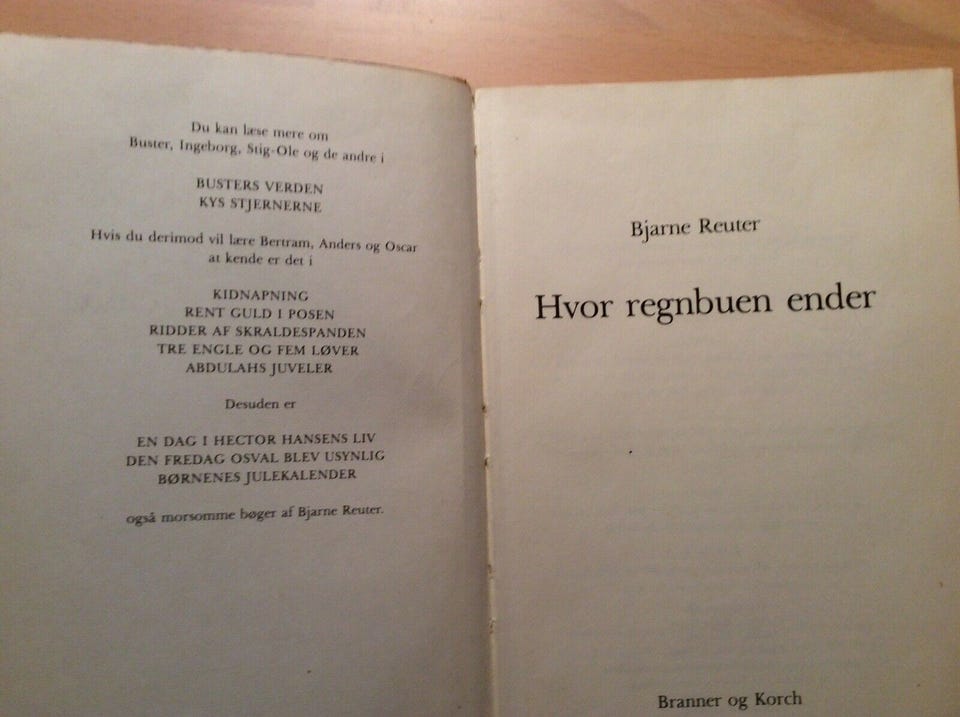 Du kan læse mere om
Buster, Ingeborg, Stig-Ole og de andre i
BUSTERS VERDEN
KYS STJERNERNE
Hvis du derimod vil lære Bertram, Anders og Oscar
at kende er det i
KIDNAPNING
RENT GULD I POSEN
RIDDER AF SKRALDESPANDEN
TRE ENGLE OG FEM LØVER
ABDULAHS JUVELER
Desuden er
EN DAG I HECTOR HANSENS LIV
DEN FREDAG OSVAL BLEV USYNLIG
BØRNENES JULEKALENDER
også morsomme bøger af Bjarne Reuter.
Bjarne Reuter
Hvor regnbuen ender
Branner og Korch